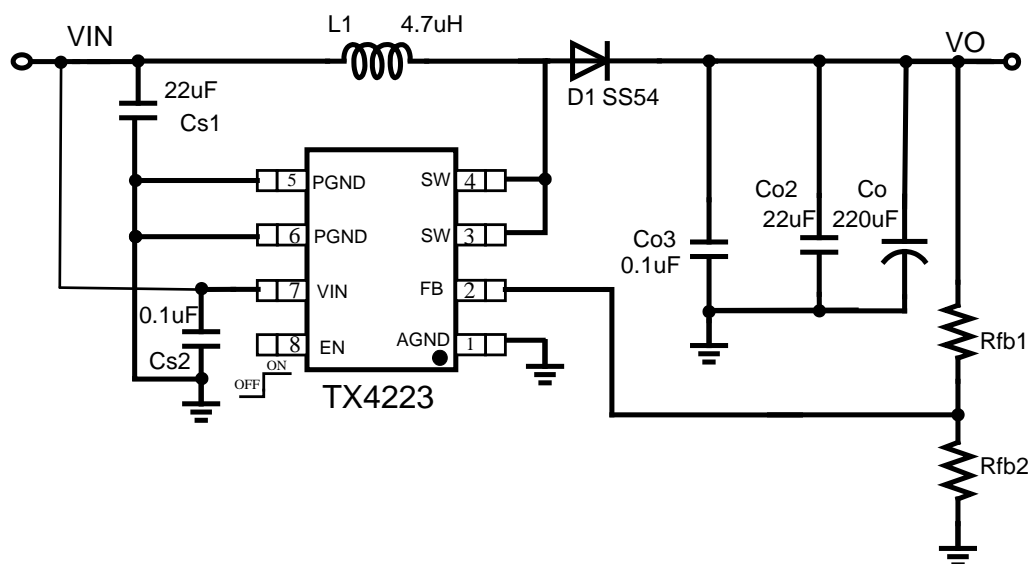 L1 4.7uH
VIN
VO
D1 SS54
22uF
Cs1
5 PGND SW 4
6 PGND SW 3
7 VIN FB 2
8 EN AGND 1
0.1uF
Cs2
OFF ON
TX4223
Co3
0.1uF
Co2
22uF
Co
220uF
Rfb1
Rfb2